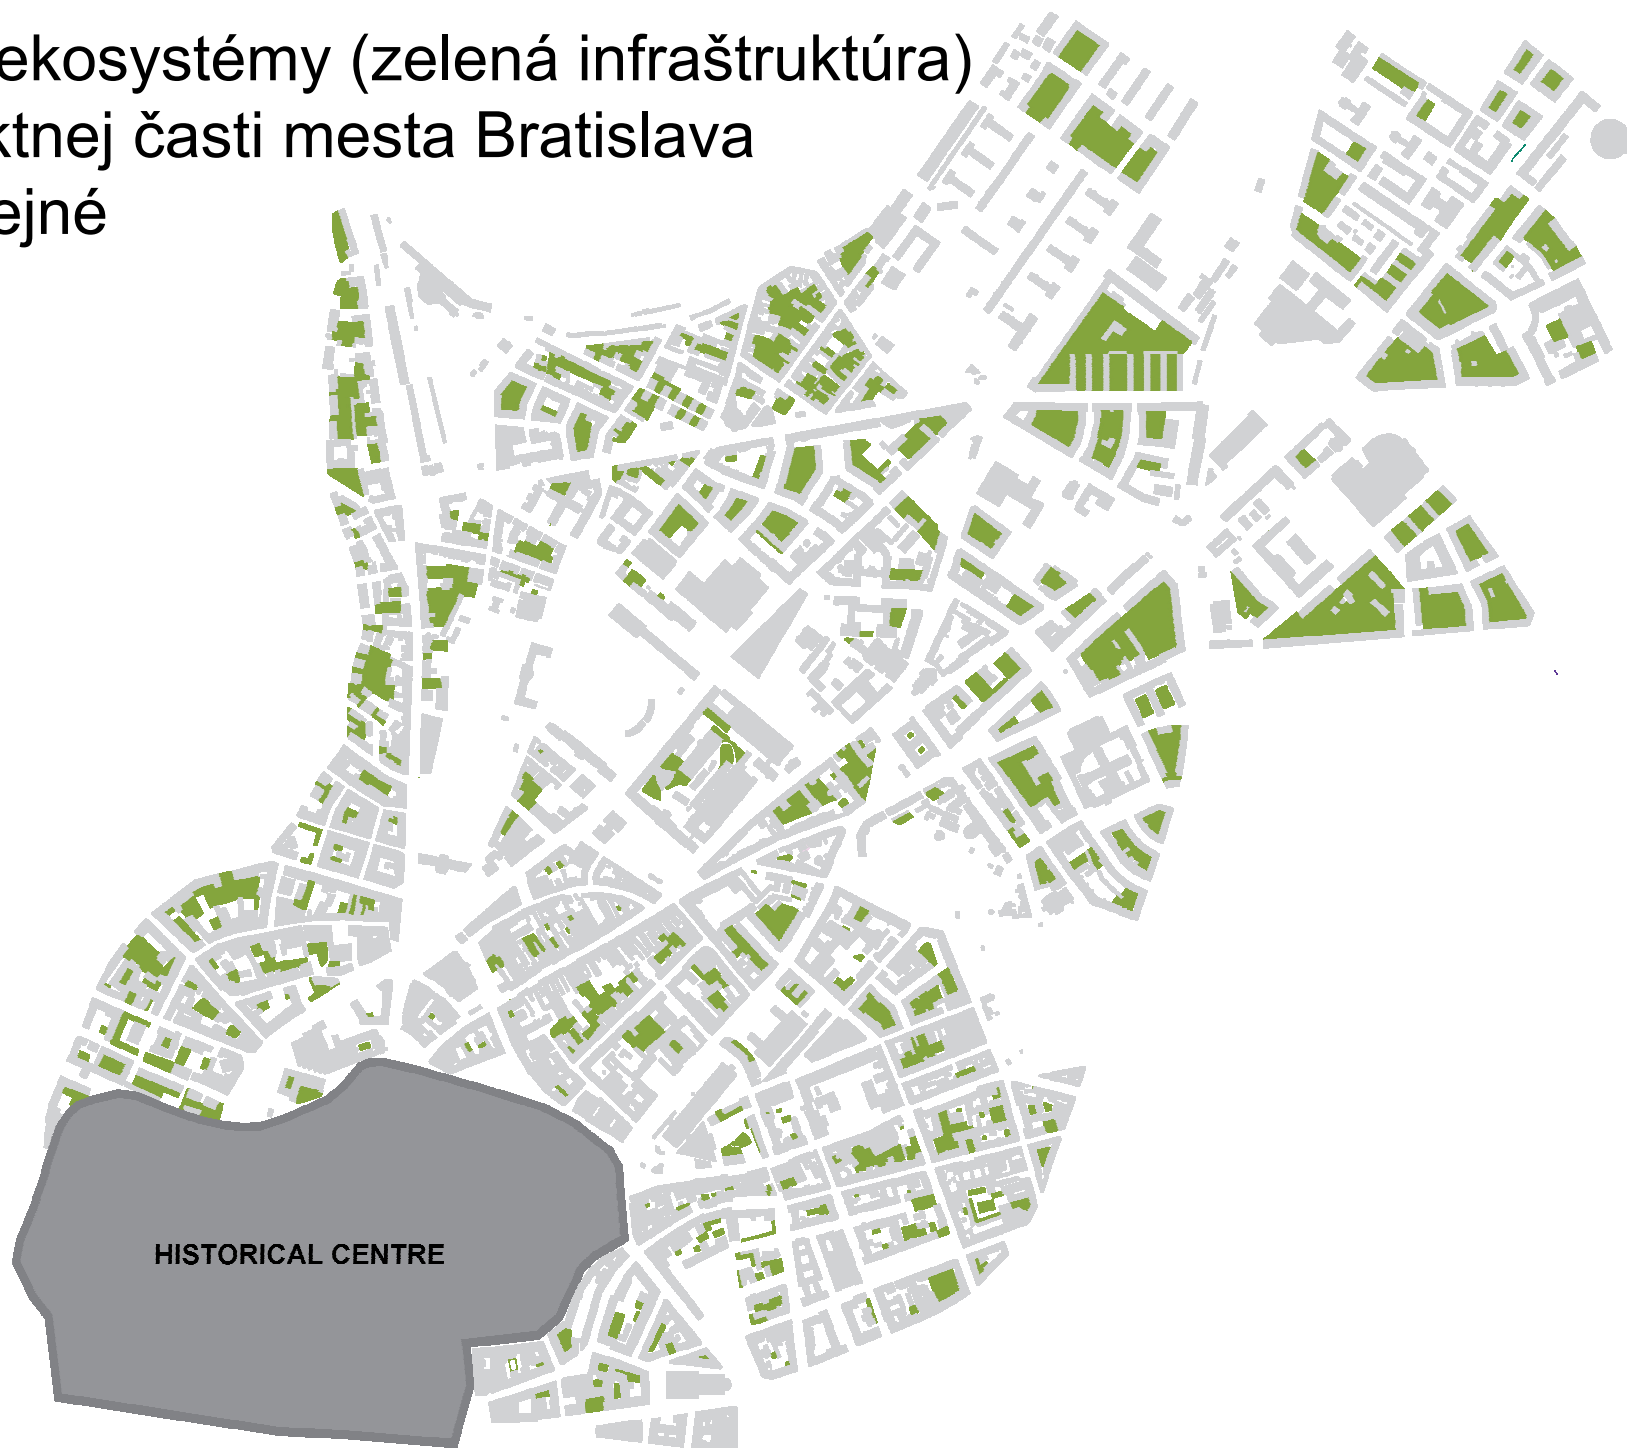 ekosystémy (zelená infraštruktúra)
ktnej časti mesta Bratislava
ejné
HISTORICAL CENTRE